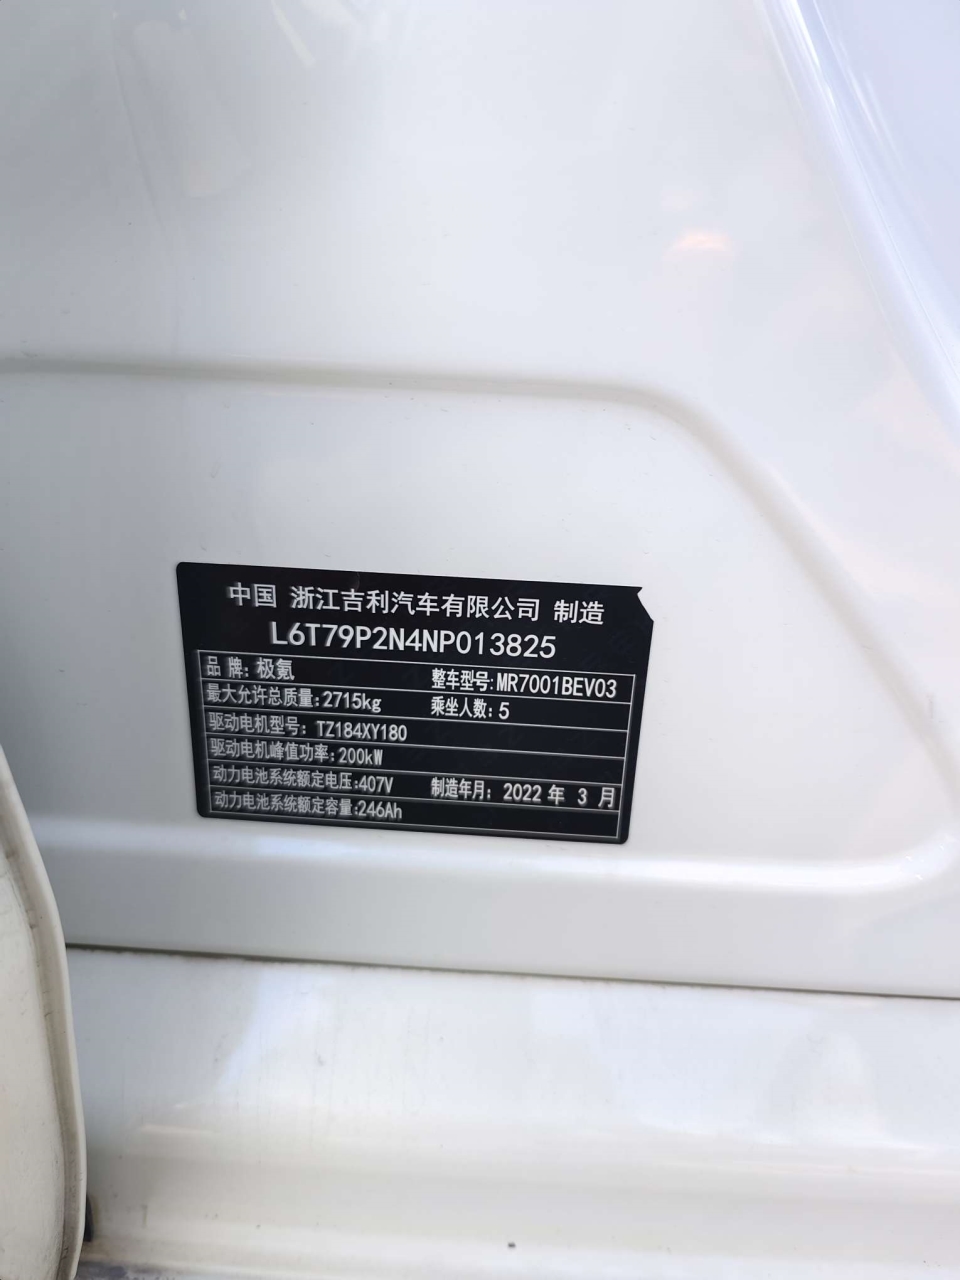 中国 浙江吉利汽车有限公司 制造
L6T79P2N4NP013825
品 牌: 极氪 整车型号:MR7001BEV03
最大允许总质量:2715kg 乘坐人数:5
驱动电机型号: TZ184XY180
驱动电机峰值功率:200kW
动力电池系统额定电压:407V 制造年月: 2022 年 3 月
动力电池系统额定容量:246Ah